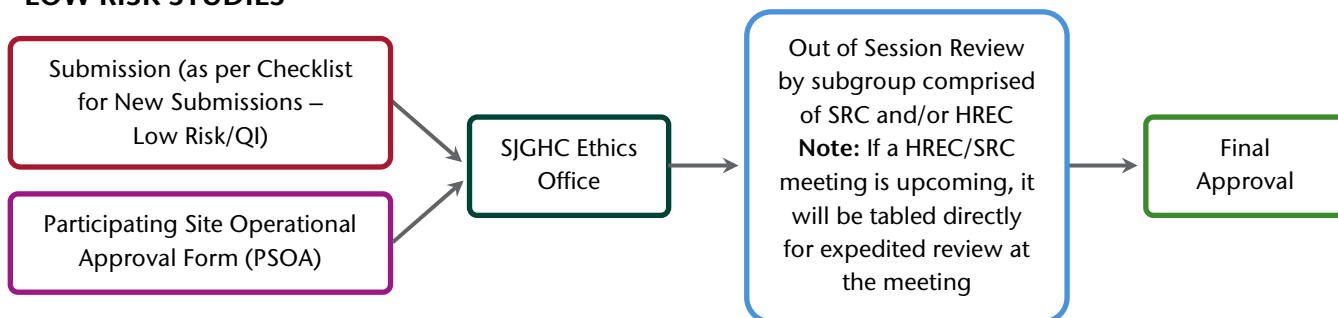 LOW RISK STUDIES
Submission (as per Checklist
for New Submissions –
Low Risk/QI)
Participating Site Operational
Approval Form (PSOA)
SJGHC Ethics
Office
Out of Session Review
by subgroup comprised
of SRC and/or HREC
Note: If a HREC/SRC
meeting is upcoming, it
will be tabled directly
for expedited review at
the meeting
Final
Approval